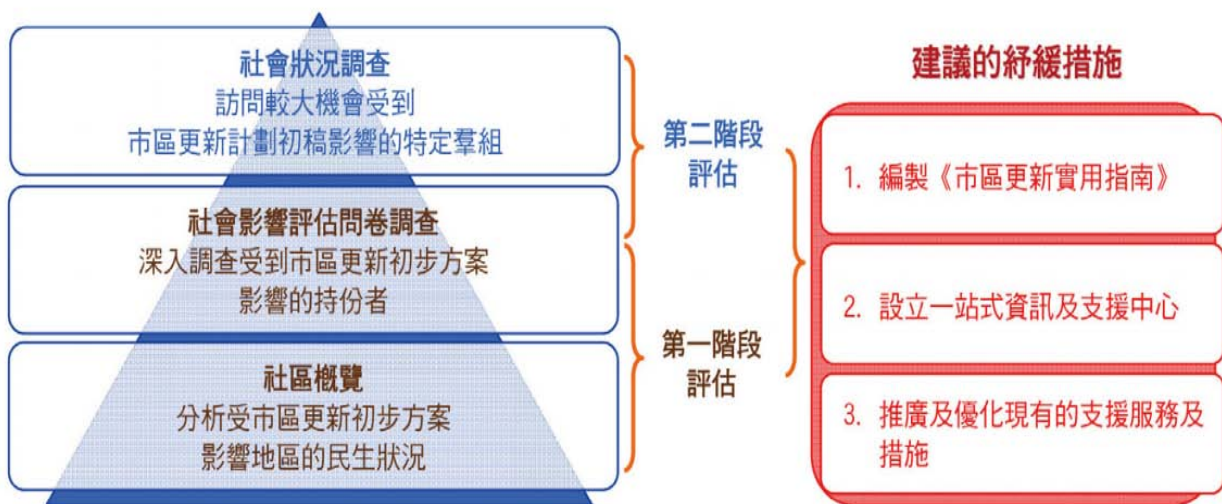 社會狀況調查
訪問較大機會受到
市區更新計劃初稿影響的特定羣組
社會影響評估問卷調查
深入調查受到市區更新初步方案
影響的持份者
社區概覽
分析受市區更新初步方案
影響地區的民生狀況
第二階段
評估
第一階段
評估
建議的紓緩措施
1. 編製《市區更新實用指南》
2. 設立一站式資訊及支援中心
3. 推廣及優化現有的支援服務及
措施